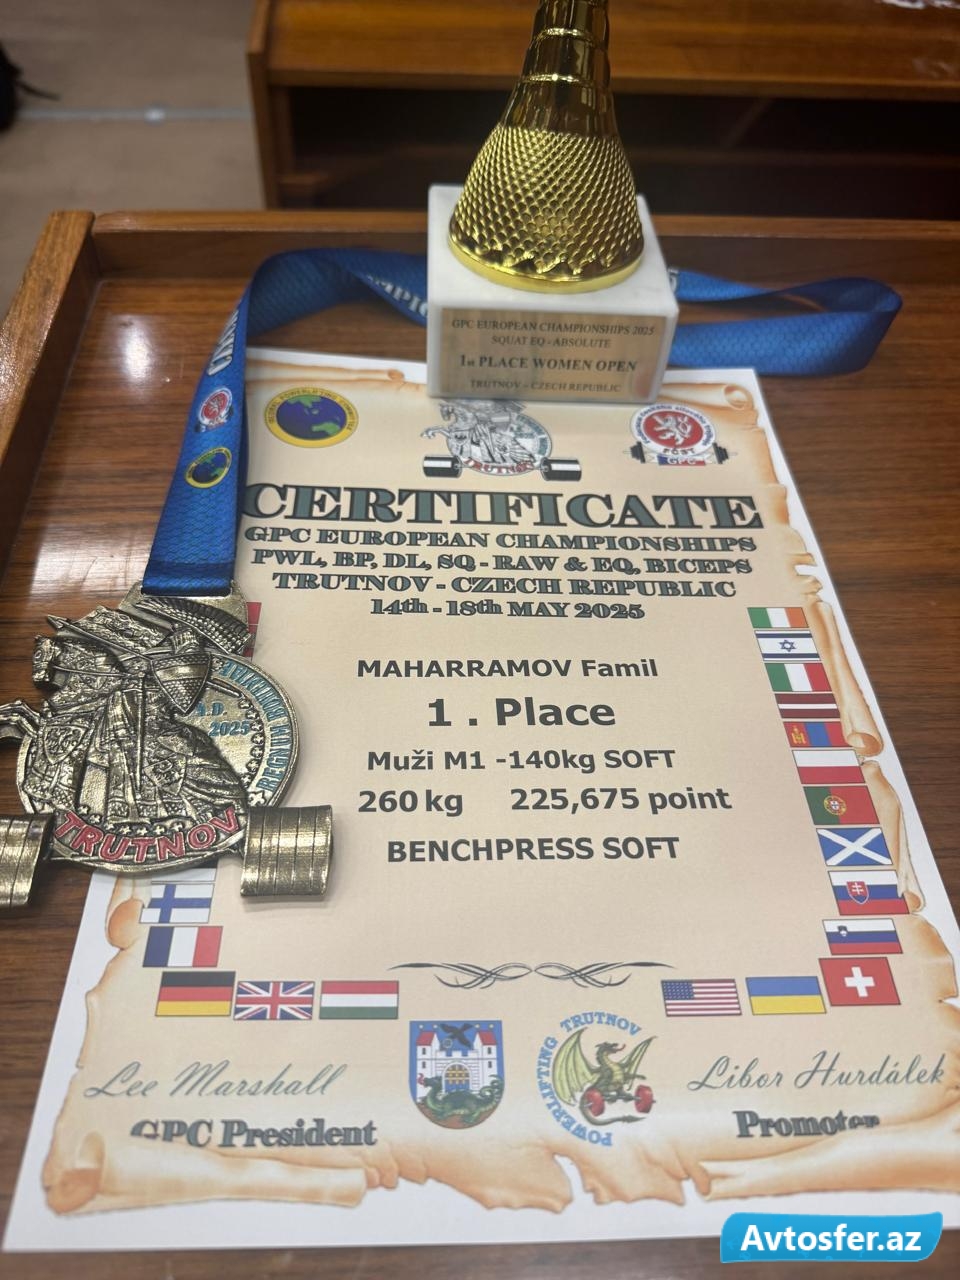 GPC EUROPEAN CHAMPIONSHIPS 2025
SQUAT EQ - ABSOLUTE
1st PLACE WOMEN OPEN
TRUTNOV - CZECH REPUBLIC
TRUTNOV
GPC
CERTIFICATE
GPC EUROPEAN CHAMPIONSHIPS
PWL, BP, DL, SQ - RAW & EQ, BICEPS
TRUTNOV - CZECH REPUBLIC
14th - 18th MAY 2025
MAHARRAMOV Famil
1 . Place
Muži M1 -140kg SOFT
260 kg 225,675 point
BENCHPRESS SOFT
A.D.
2025
TRUTNOV
POWERLIFTING TRUTNOV
Lee Marshall
GPC President
Libor Hurdálek
Promoter
Avtosfer.az